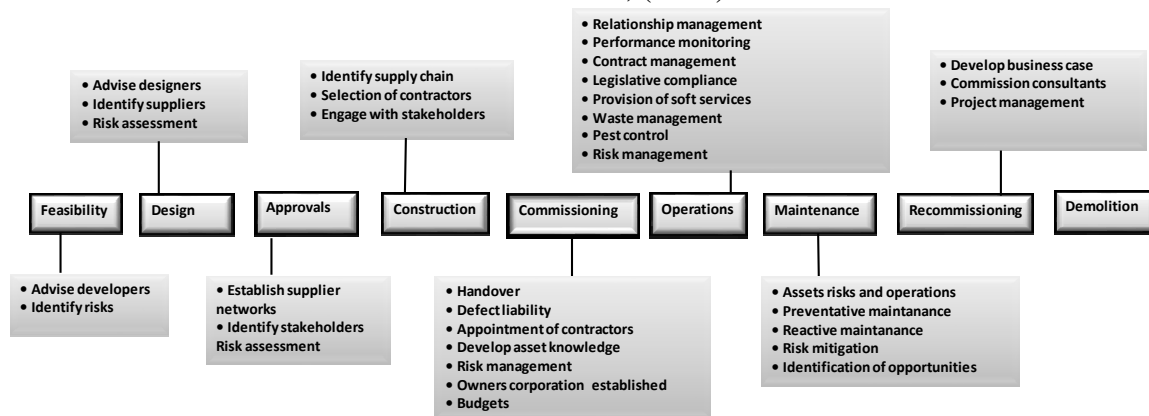 • Relationship management
• Performance monitoring
• Contract management
• Legislative compliance
• Provision of soft services
• Waste management
• Pest control
• Risk management
• Develop business case
• Commission consultants
• Project management
• Identify supply chain
• Selection of contractors
• Engage with stakeholders
• Advise designers
• Identify suppliers
• Risk assessment
Feasibility
Design
Approvals
Construction
Commissioning
Operations
Maintenance
Recommissioning
Demolition
• Advise developers
• Identify risks
• Establish supplier
networks
• Identify stakeholders
Risk assessment
• Handover
• Defect liability
• Appointment of contractors
• Develop asset knowledge
• Risk management
• Owners corporation established
• Budgets
• Assets risks and operations
• Preventative maintanance
• Reactive maintanance
• Risk mitigation
• Identification of opportunities